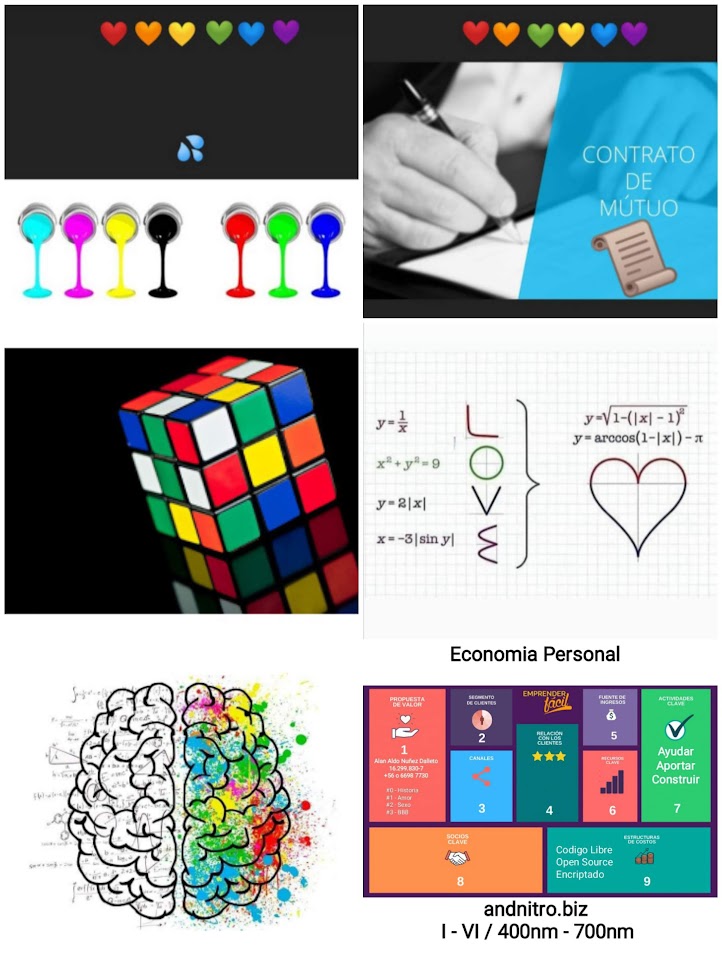 CONTRATO
DE
MÚTUO
y=1/x
x²+y²=9
y=2|x|
x=-3|sin y|
y=√1-(|x|-1)²
y=arccos(1-|x|)-π
Economia Personal
PROPUESTA
DE VALOR
1
Alan Aldo Nuñez Dalleto
16.299.830-7
+56 o 6698 7730
#0 - Historia
#1 - Amor
#2 - Sexo
#3 - BBB
SEGMENTO
DE CLIENTES
2
CANALES
3
EMPRENDER
fácil
RELACIÓN
CON LOS
CLIENTES
4
FUENTE DE
INGRESOS
5
RECURSOS
CLAVE
6
ACTIVIDADES
CLAVE
Ayudar
Aportar
Construir
7
SOCIOS
CLAVE
8
ESTRUCTURAS
DE COSTOS
Codigo Libre
Open Source
Encriptado
9
andnitro.biz
I - VI / 400nm - 700nm